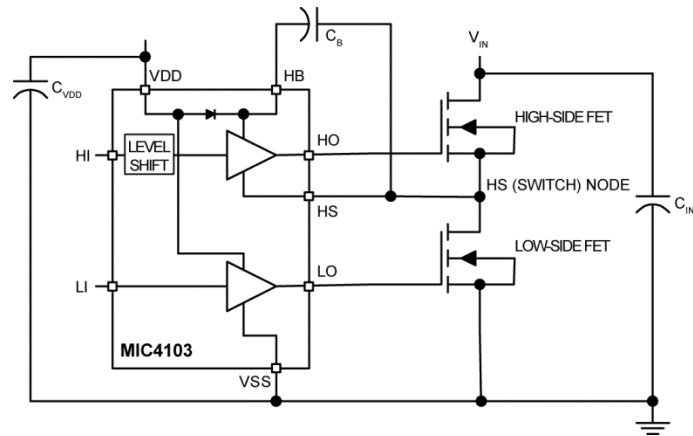 C_B
V_IN
C_VDD
VDD
HB
HIGH-SIDE FET
HO
HI
LEVEL
SHIFT
HS (SWITCH) NODE
HS
C_IN
LOW-SIDE FET
LO
LI
MIC4103
VSS